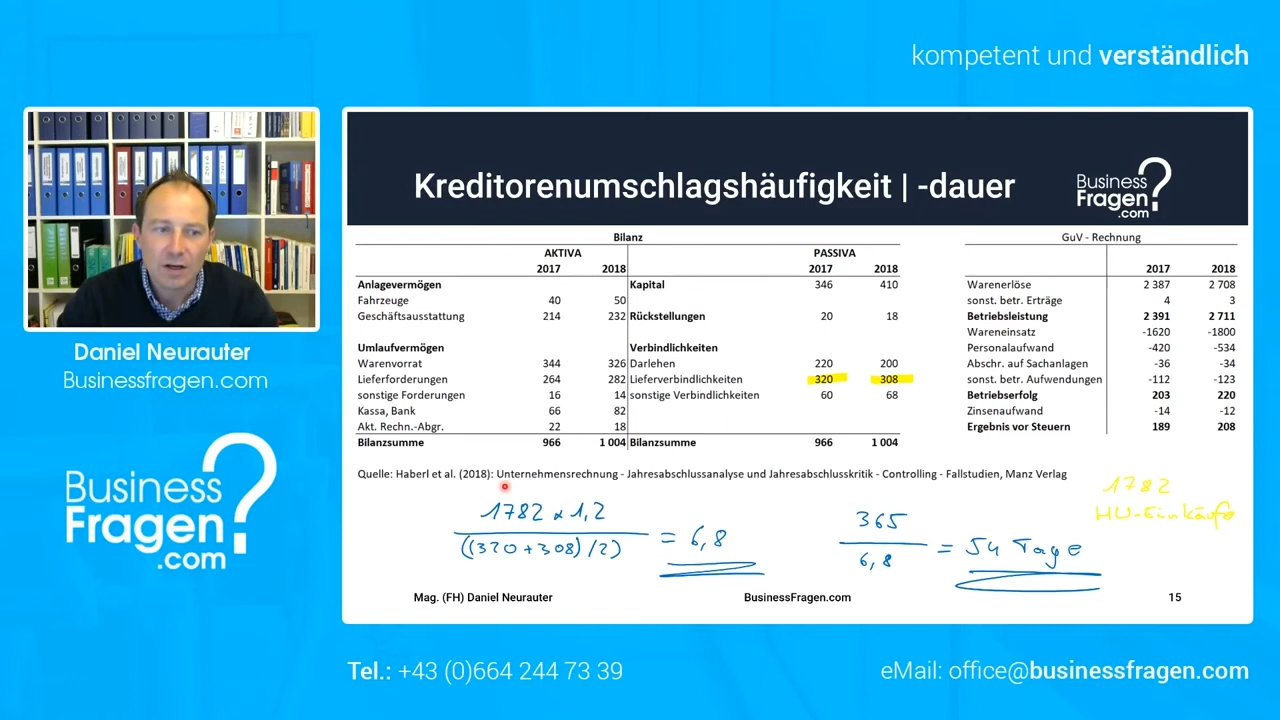 kompetent und verständlich
Daniel Neurauter
Businessfragen.com
Business
Fragen
.com
?
Kreditorenumschlagshäufigkeit | -dauer
Business
Fragen
.com
?
Bilanz
AKTIVA PASSIVA
2017 2018 2017 2018
Anlagevermögen Kapital 346 410
Fahrzeuge 40 50
Geschäftsausstattung 214 232 Rückstellungen 20 18
Umlaufvermögen Verbindlichkeiten
Warenvorrat 344 326 Darlehen 220 200
Lieferforderungen 264 282 Lieferverbindlichkeiten 320 308
sonstige Forderungen 16 14 sonstige Verbindlichkeiten 60 68
Kassa, Bank 66 82
Akt. Rechn.-Abgr. 22 18
Bilanzsumme 966 1 004 Bilanzsumme 966 1 004
GuV - Rechnung
2017 2018
Warenerlöse 2 387 2 708
sonst. betr. Erträge 4 3
Betriebsleistung 2 391 2 711
Wareneinsatz -1620 -1800
Personalaufwand -420 -534
Abschr. auf Sachanlagen -36 -34
sonst. betr. Aufwendungen -112 -123
Betriebserfolg 203 220
Zinsenaufwand -14 -12
Ergebnis vor Steuern 189 208
Quelle: Haberl et al. (2018): Unternehmensrechnung - Jahresabschlussanalyse und Jahresabschlusskritik - Controlling - Fallstudien, Manz Verlag
1782 x 1,2
((320+308)/2) = 6,8
365
6,8 = 54 Tage
1782
HW-Einkäufe
Mag. (FH) Daniel Neurauter BusinessFragen.com 15
Tel.: +43 (0)664 244 73 39 eMail: office@businessfragen.com